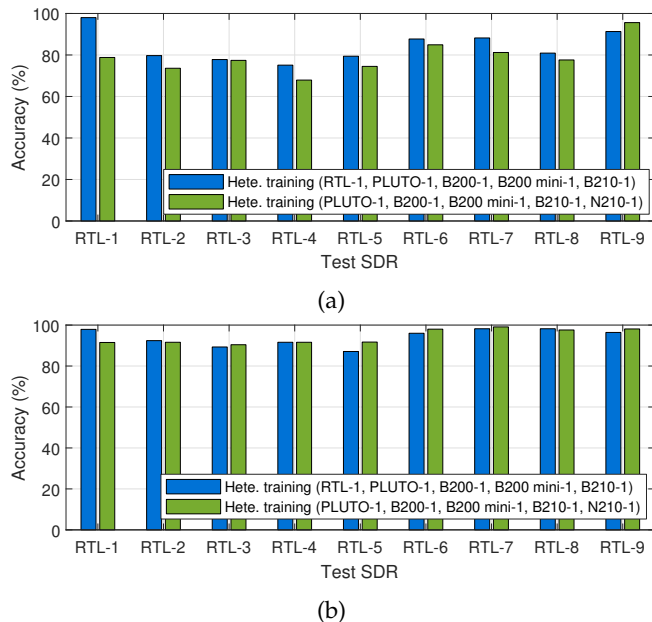 100
80
60
40
20
0
Accuracy (%)
Hete. training (RTL-1, PLUTO-1, B200-1, B200 mini-1, B210-1)
Hete. training (PLUTO-1, B200-1, B200 mini-1, B210-1, N210-1)
RTL-1 RTL-2 RTL-3 RTL-4 RTL-5 RTL-6 RTL-7 RTL-8 RTL-9
Test SDR
(a)
100
80
60
40
20
0
Accuracy (%)
Hete. training (RTL-1, PLUTO-1, B200-1, B200 mini-1, B210-1)
Hete. training (PLUTO-1, B200-1, B200 mini-1, B210-1, N210-1)
RTL-1 RTL-2 RTL-3 RTL-4 RTL-5 RTL-6 RTL-7 RTL-8 RTL-9
Test SDR
(b)